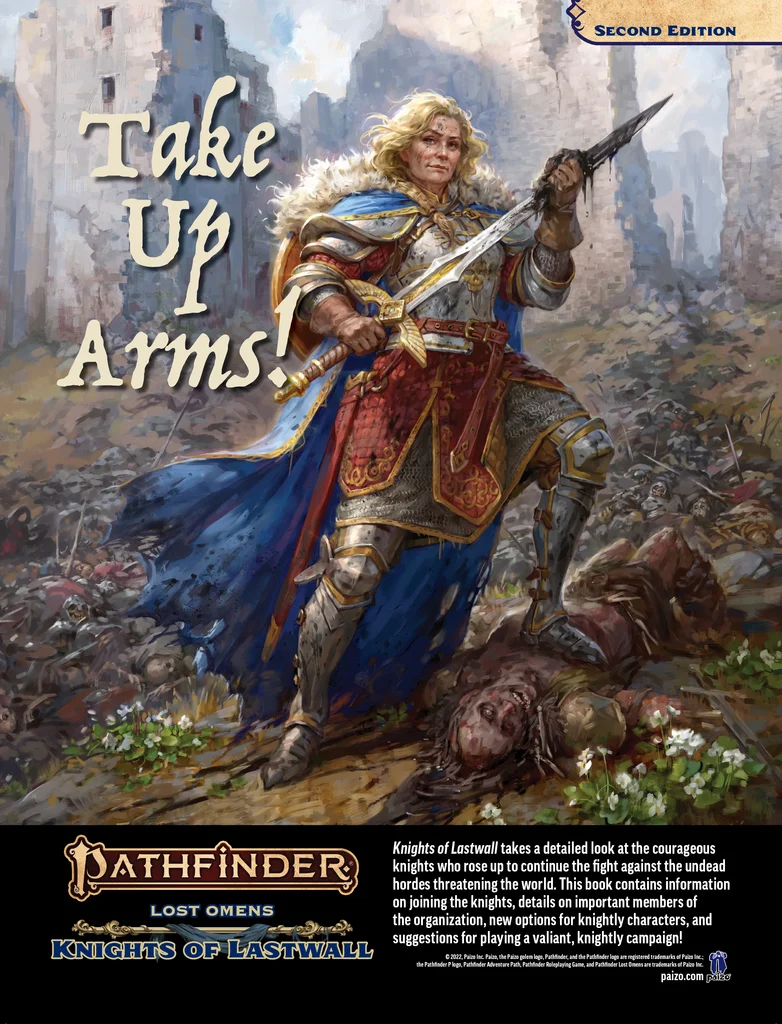 SECOND EDITION
Take
Up
Arms!
PATHFINDER
LOST OMENS
KNIGHTS OF LASTWALL
Knights of Lastwall takes a detailed look at the courageous
knights who rose up to continue the fight against the undead
hordes threatening the world. This book contains information
on joining the knights, details on important members of
the organization, new options for knightly characters, and
suggestions for playing a valiant, knightly campaign!
© 2022, Paizo Inc. Paizo, the Paizo golem logo, Pathfinder, and the Pathfinder logo are registered trademarks of Paizo Inc.;
the Pathfinder P logo, Pathfinder Adventure Path, Pathfinder Roleplaying Game, and Pathfinder Lost Omens are trademarks of Paizo Inc.
paizo.com
paizo